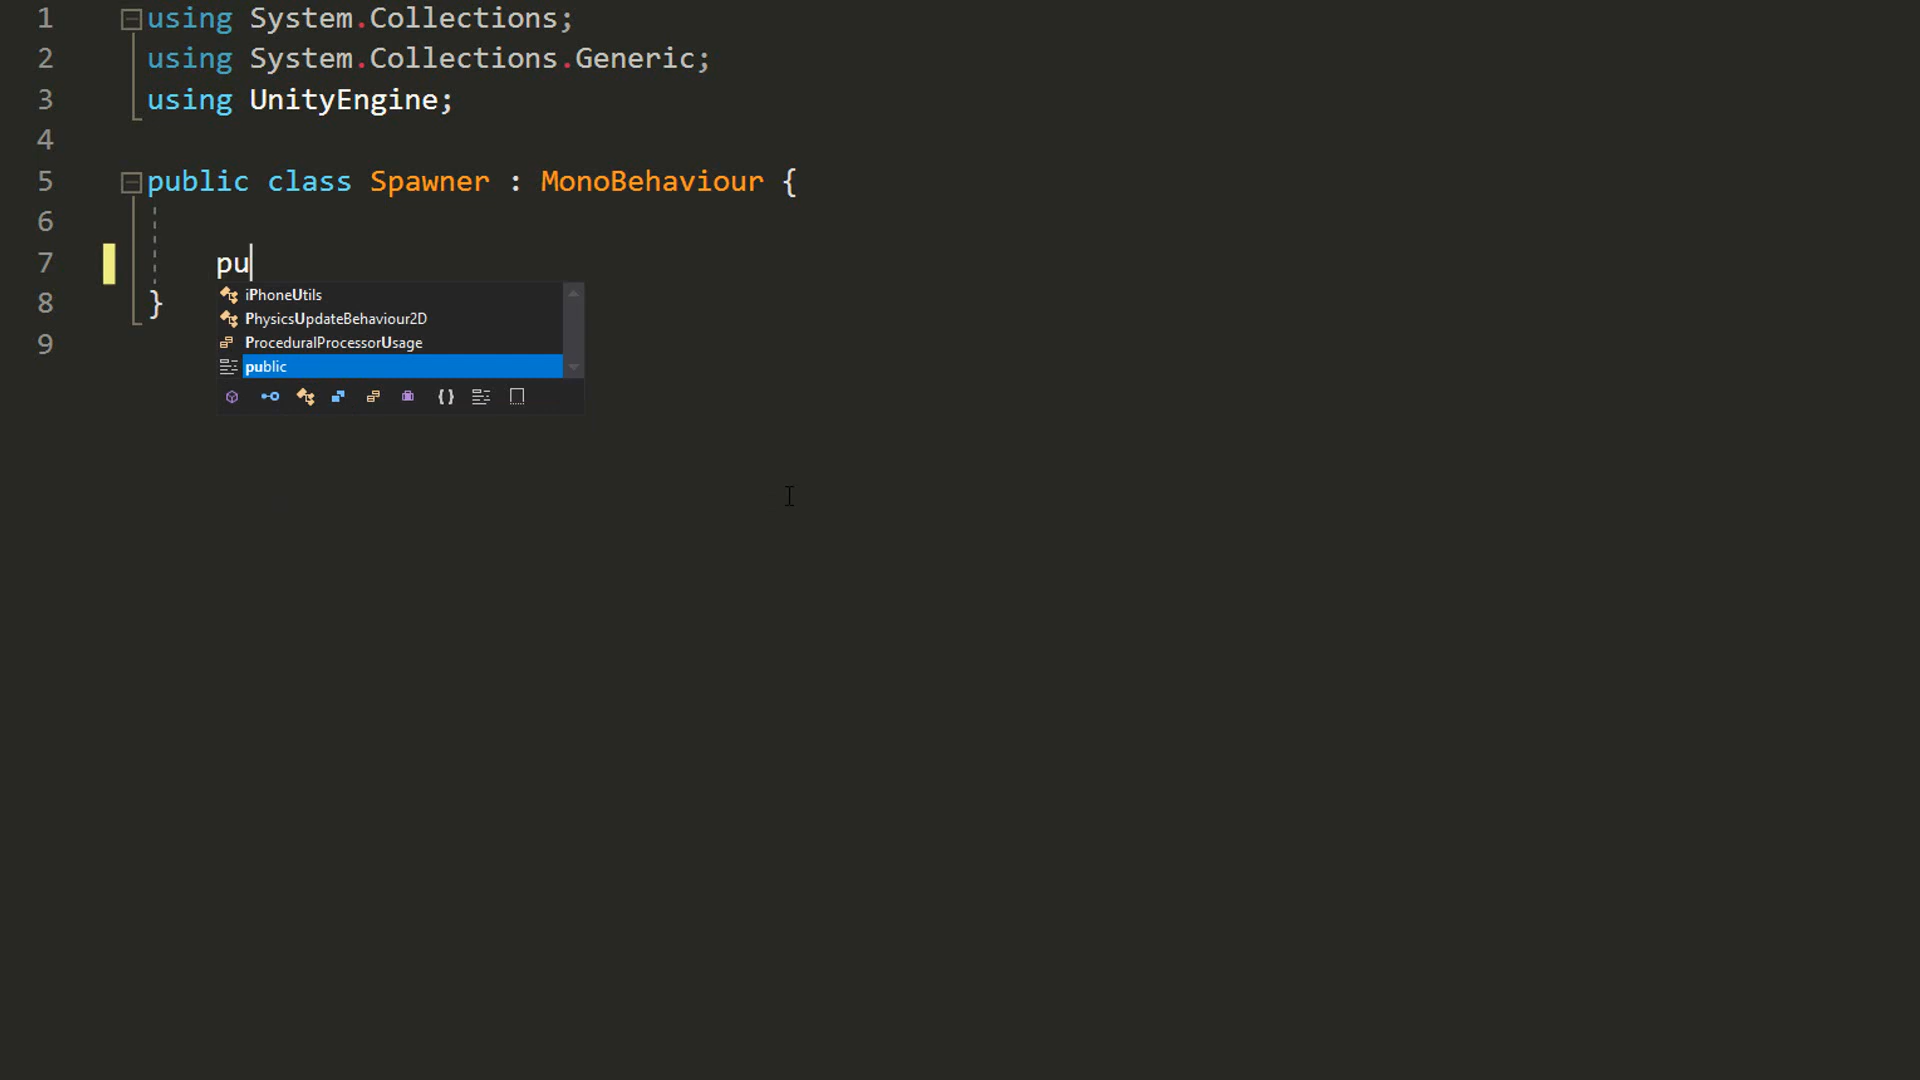 1 using System.Collections;
2 using System.Collections.Generic;
3 using UnityEngine;
4
5 public class Spawner : MonoBehaviour {
6
7 pu
iPhoneUtils
PhysicsUpdateBehaviour2D
ProceduralProcessorUsage
public
8 }
9